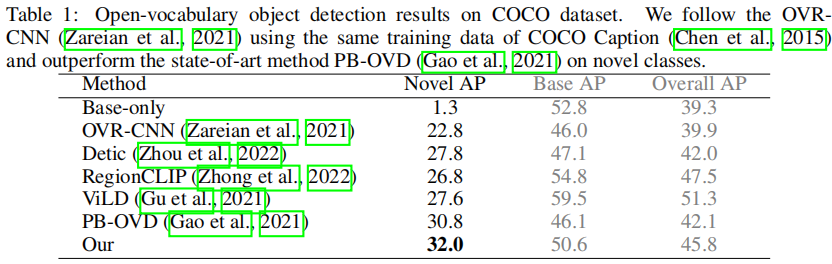 Table 1: Open-vocabulary object detection results on COCO dataset. We follow the OVR-
CNN (Zareian et al., 2021) using the same training data of COCO Caption (Chen et al., 2015)
and outperform the state-of-art method PB-OVD (Gao et al., 2021) on novel classes.
Method Novel AP Base AP Overall AP
Base-only 1.3 52.8 39.3
OVR-CNN (Zareian et al., 2021) 22.8 46.0 39.9
Detic (Zhou et al., 2022) 27.8 47.1 42.0
RegionCLIP (Zhong et al., 2022) 26.8 54.8 47.5
ViLD (Gu et al., 2021) 27.6 59.5 51.3
PB-OVD (Gao et al., 2021) 30.8 46.1 42.1
Our 32.0 50.6 45.8